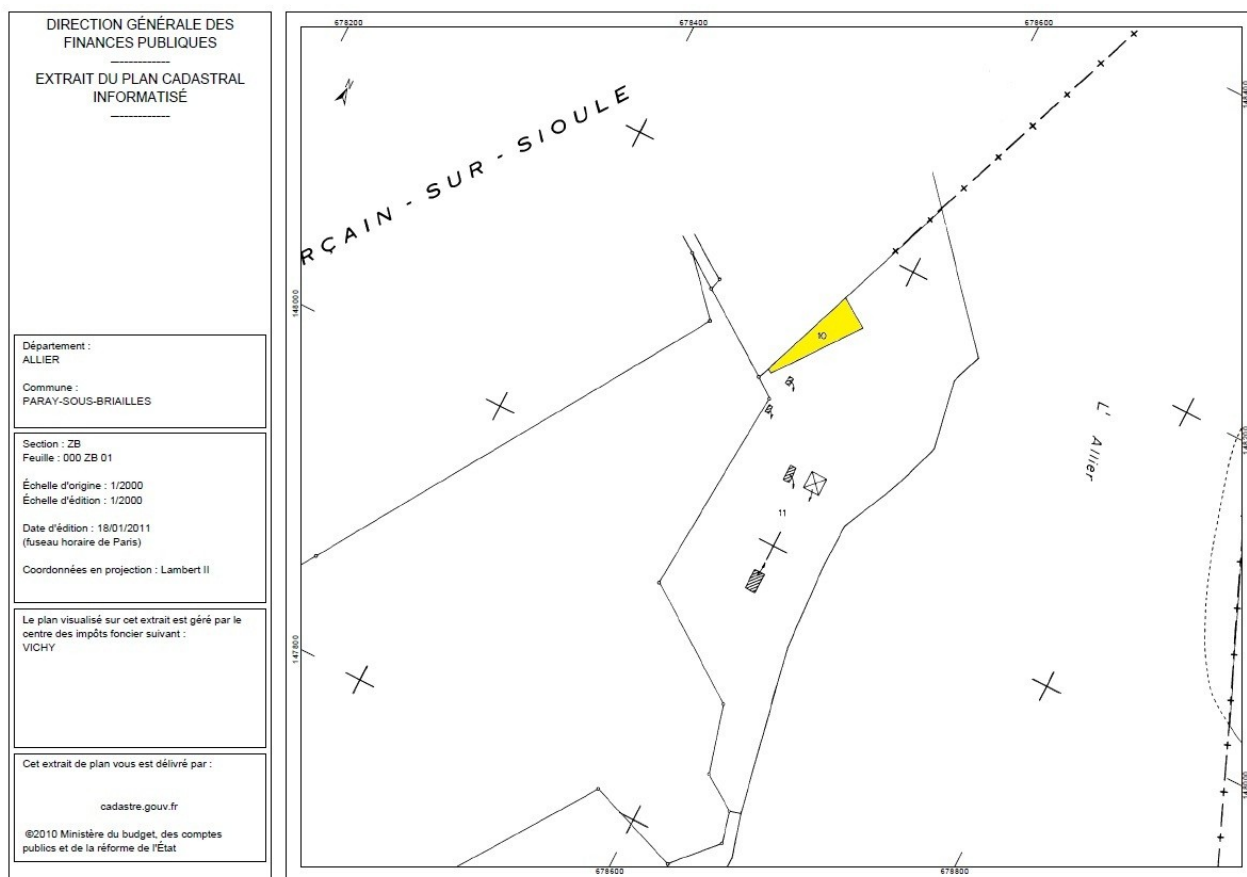 DIRECTION GÉNÉRALE DES
FINANCES PUBLIQUES
-------------
EXTRAIT DU PLAN CADASTRAL
INFORMATISÉ
-------------
Département :
ALLIER
Commune :
PARAY-SOUS-BRIAILLES
Section : ZB
Feuille : 000 ZB 01
Échelle d'origine : 1/2000
Échelle d'édition : 1/2000
Date d'édition : 18/01/2011
(fuseau horaire de Paris)
Coordonnées en projection : Lambert II
Le plan visualisé sur cet extrait est géré par le
centre des impôts foncier suivant :
VICHY
Cet extrait de plan vous est délivré par :
cadastre.gouv.fr
©2010 Ministère du budget, des comptes
publics et de la réforme de l'État
678200
678400
678600
N
RÇAIN - SUR - SIOULE
148000
10
L' Allier
11
147800
148000
678600
678800